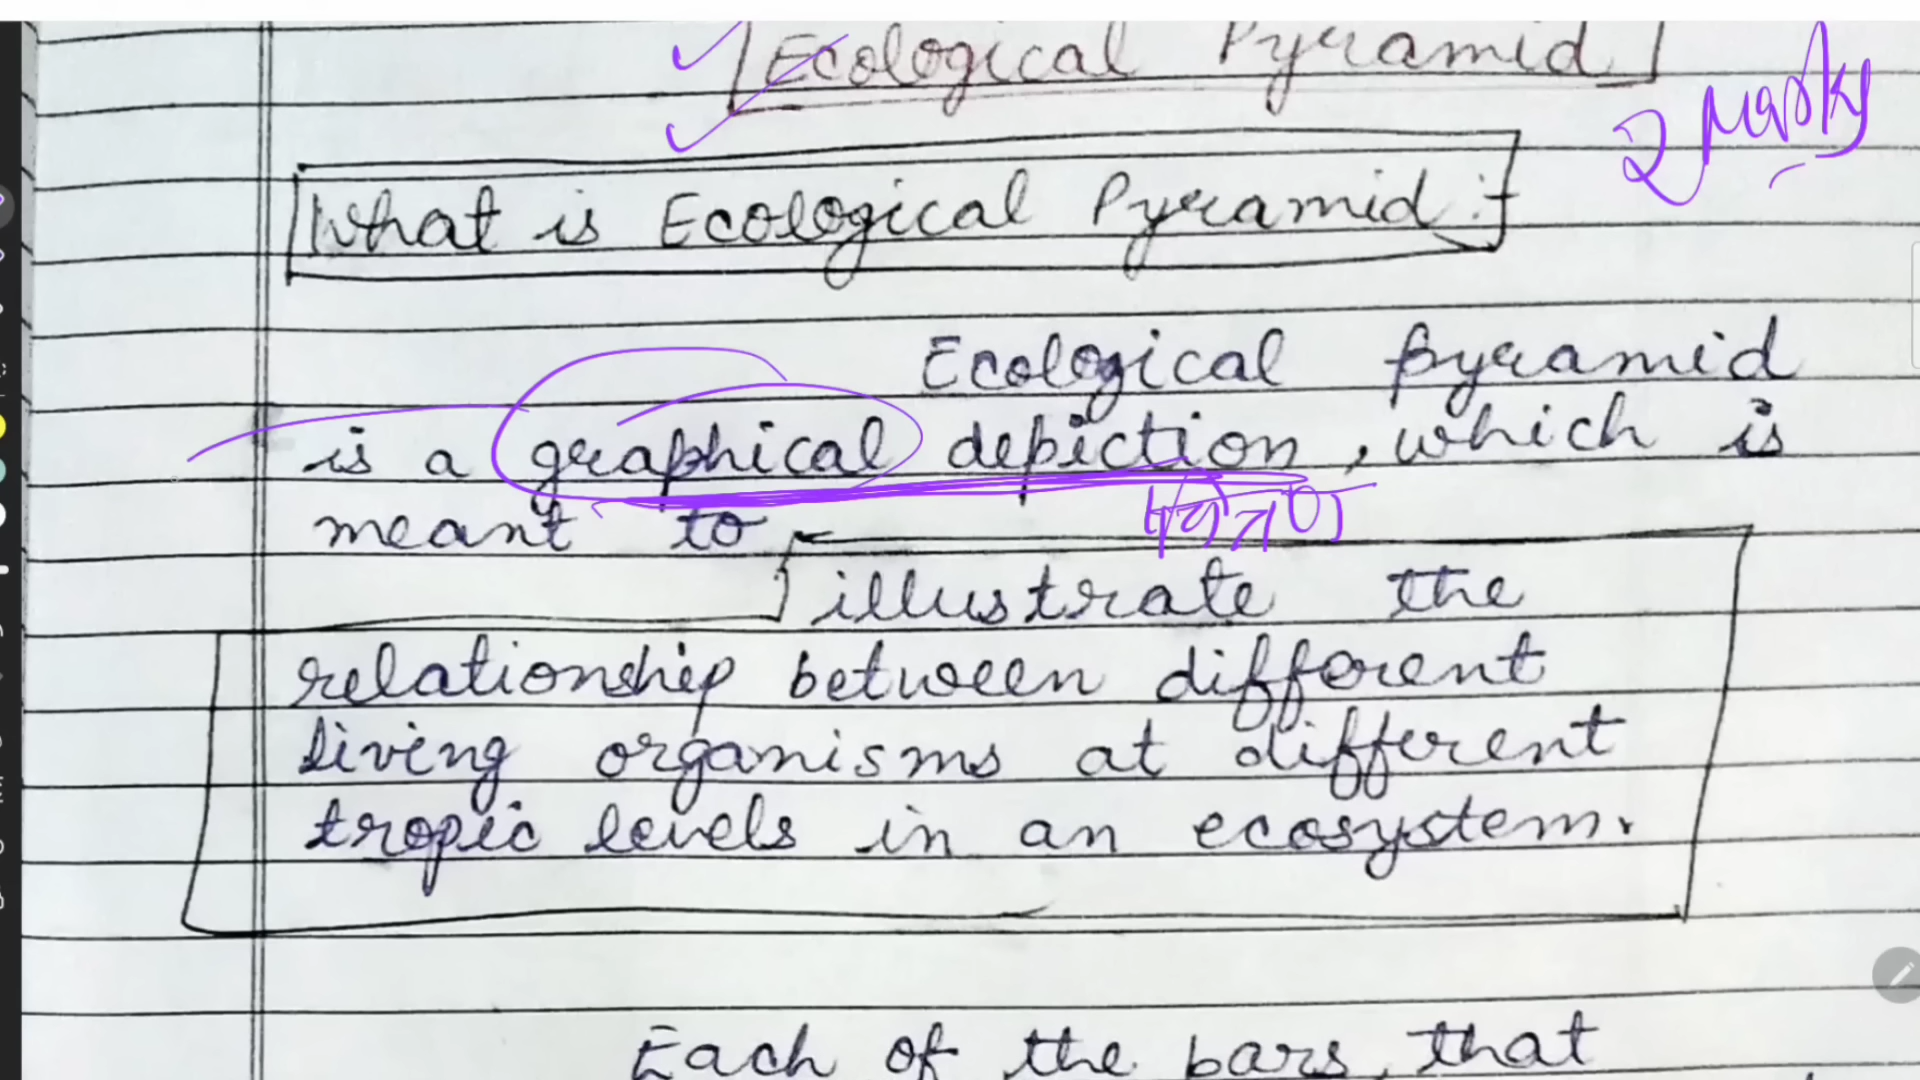 Ecological Pyramid
2 Marks
What is Ecological Pyramid :-
Ecological pyramid
is a graphical depiction, which is
meant to
illustrate the
relationship between different
living organisms at different
tropic levels in an ecosystem.
Each of the bars, that